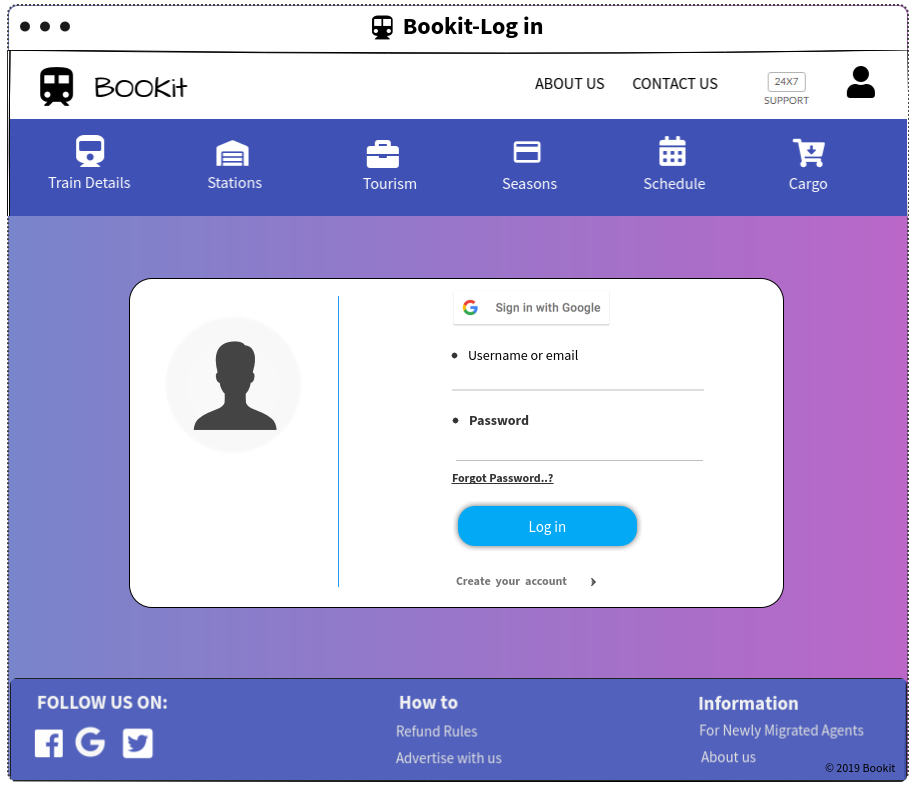 Bookit-Log in
BOOKit
ABOUT US
CONTACT US
24X7
SUPPORT
Train Details
Stations
Tourism
Seasons
Schedule
Cargo
Sign in with Google
Username or email
Password
Forgot Password..?
Log in
Create your account
FOLLOW US ON:
How to
Refund Rules
Advertise with us
Information
For Newly Migrated Agents
About us
© 2019 Bookit